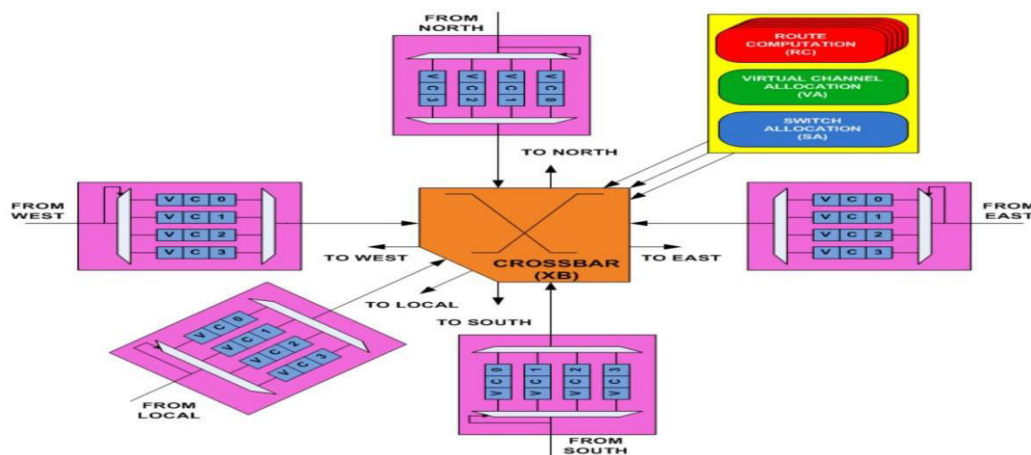 FROM
NORTH
VC3
VC2
VC1
VC0
ROUTE
COMPUTATION
(RC)
VIRTUAL CHANNEL
ALLOCATION
(VA)
SWITCH
ALLOCATION
(SA)
TO NORTH
FROM
WEST
VC0
VC1
VC2
VC3
TO WEST
CROSSBAR
(XB)
TO EAST
VC0
VC1
VC2
VC3
FROM
EAST
TO LOCAL
TO SOUTH
VC0
VC1
VC2
VC3
FROM
LOCAL
VC0
VC1
VC2
VC3
FROM
SOUTH